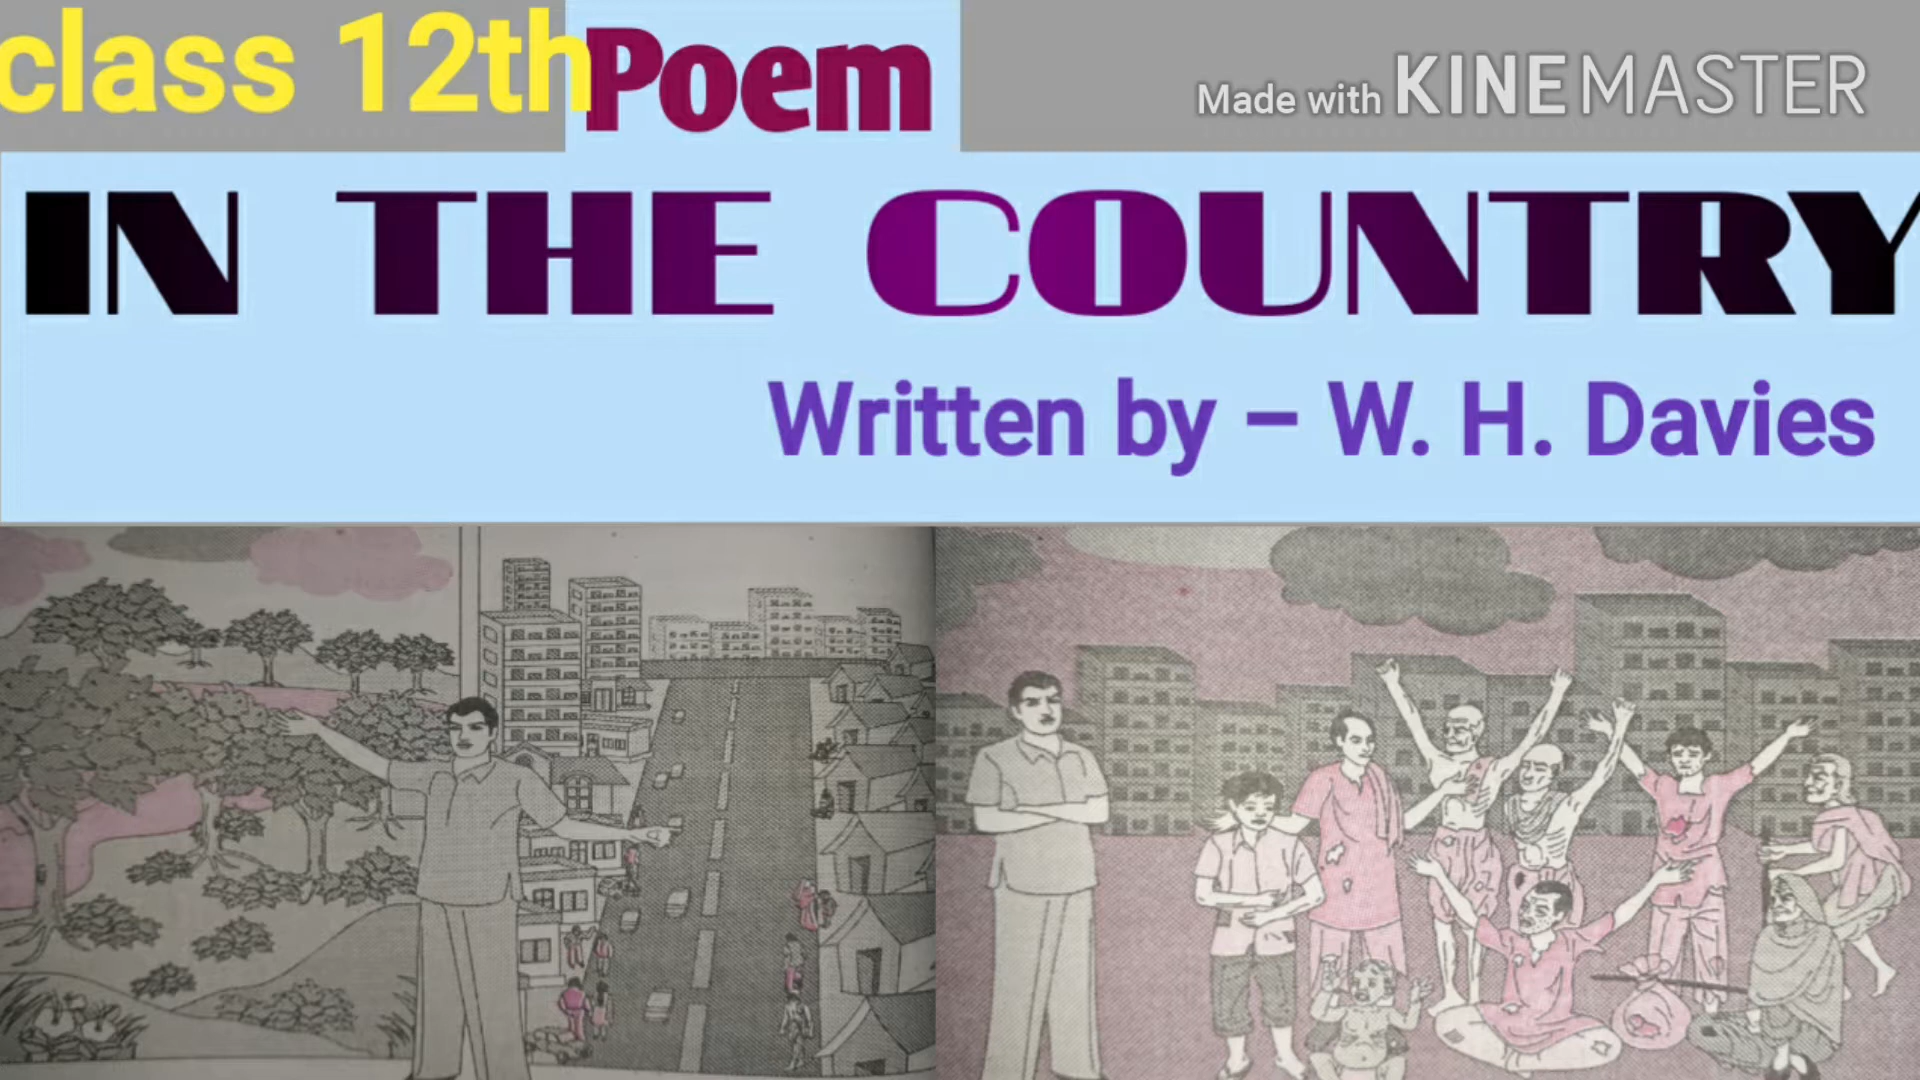 class 12th Poem
Made with KINEMASTER
IN THE COUNTRY
Written by – W. H. Davies